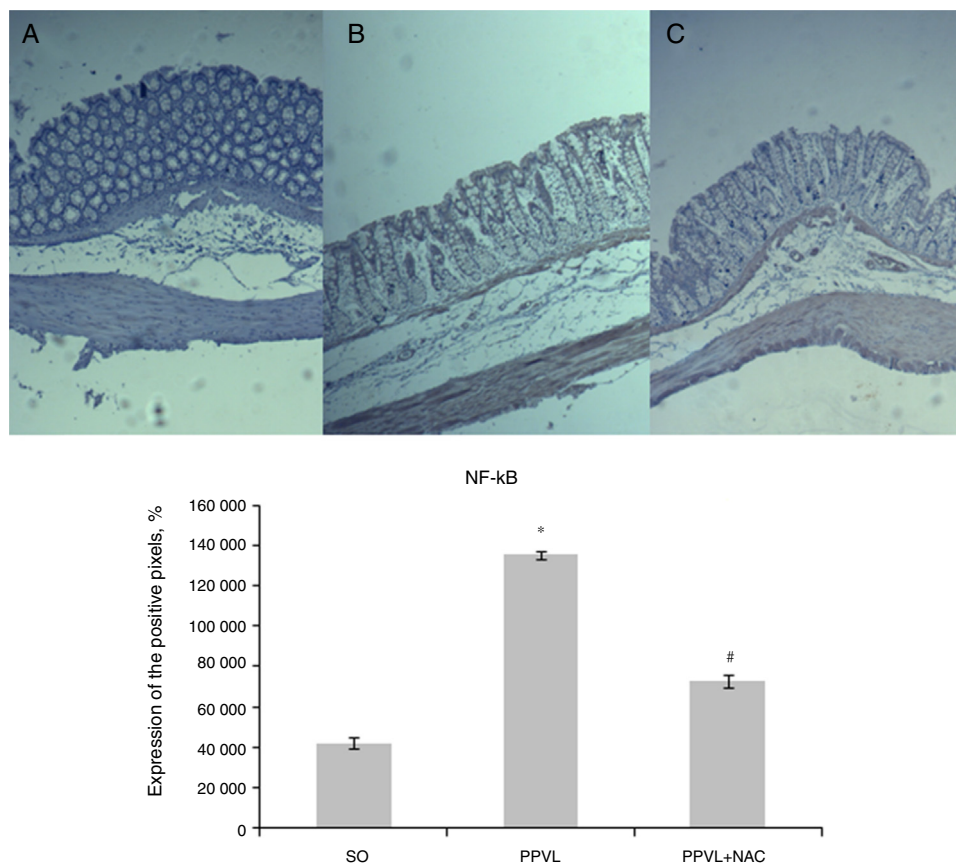 A
B
C
NF-kB
Expression of the positive pixels, %
160 000
140 000
120 000
100 000
80 000
60 000
40 000
20 000
0
*
#
SO
PPVL
PPVL+NAC